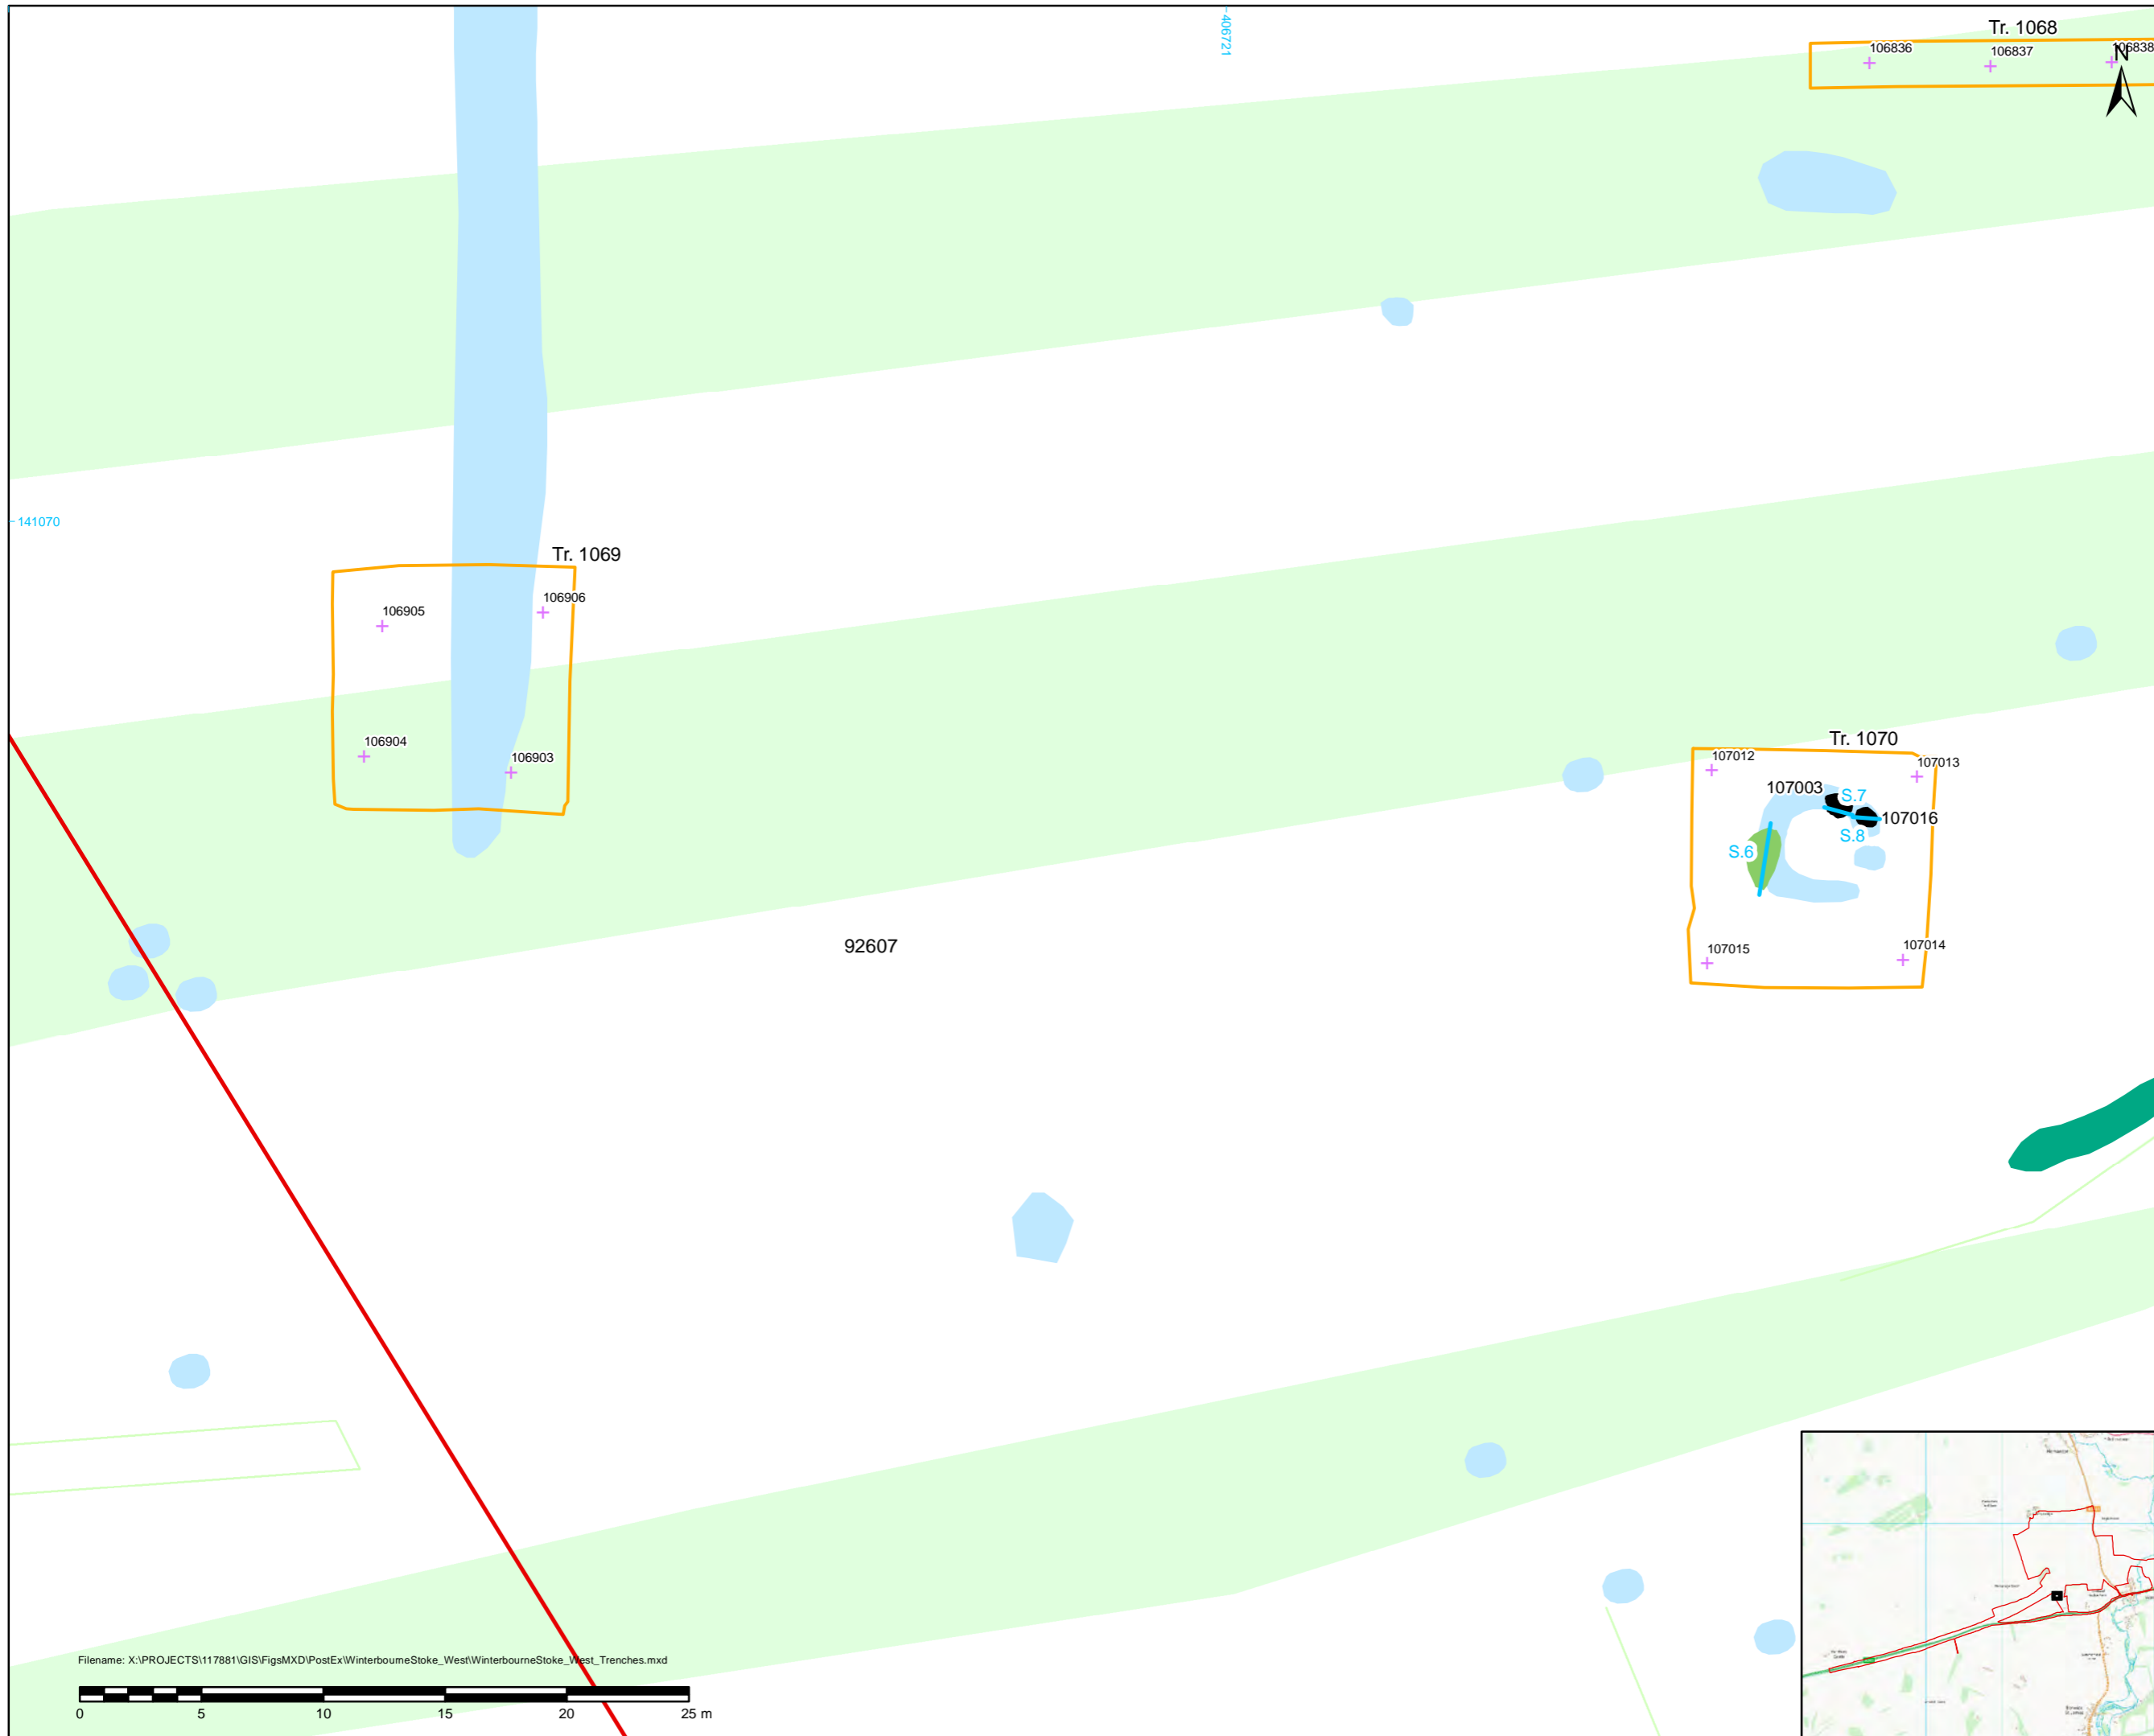 406721
Tr. 1068
106836
106837
106838
N
141070
Tr. 1069
106905
106906
106904
106903
Tr. 1070
107012
107013
107003
S.7
107016
S.8
S.6
107015
107014
92607
Filename: X:\PROJECTS\117881\GIS\FigsMXD\PostEx\WinterbourneStoke_West\WinterbourneStoke_West_Trenches.mxd
0 5 10 15 20 25 m